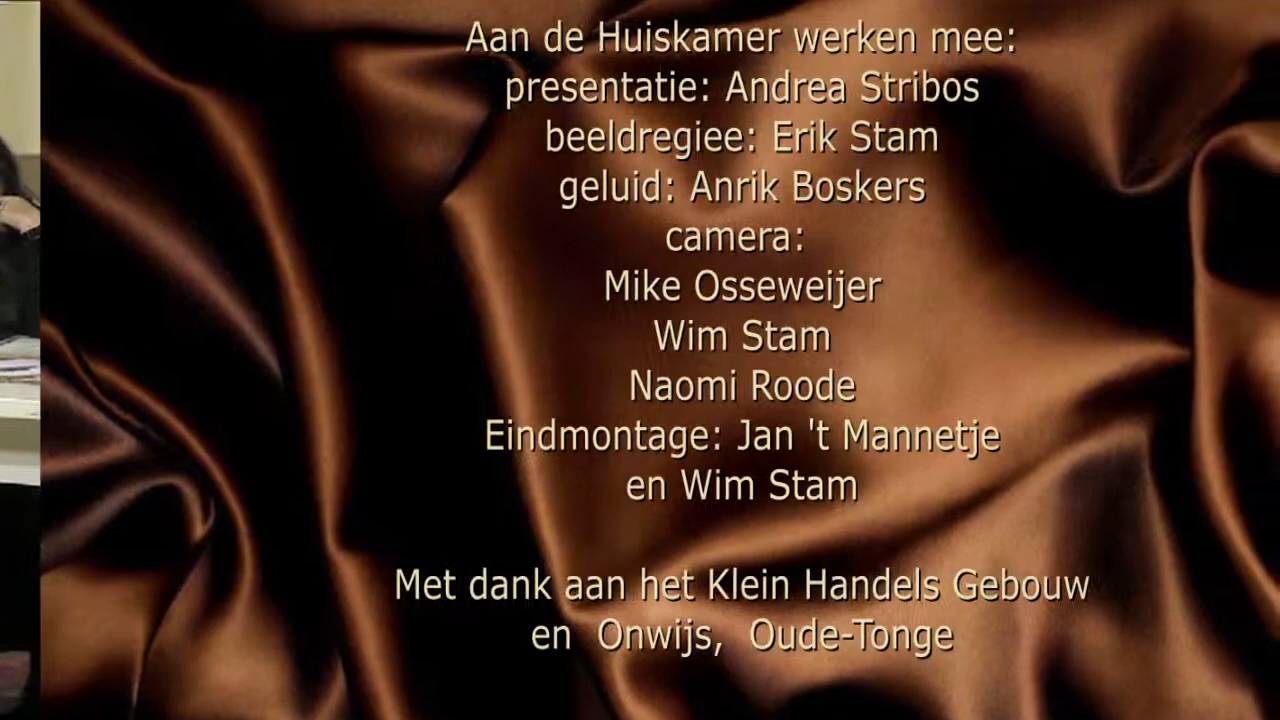 Aan de Huiskamer werken mee:
presentatie: Andrea Stribos
beeldregiee: Erik Stam
geluid: Anrik Boskers
camera:
Mike Osseweijer
Wim Stam
Naomi Roode
Eindmontage: Jan 't Mannetje
en Wim Stam
Met dank aan het Klein Handels Gebouw
en Onwijs, Oude-Tonge